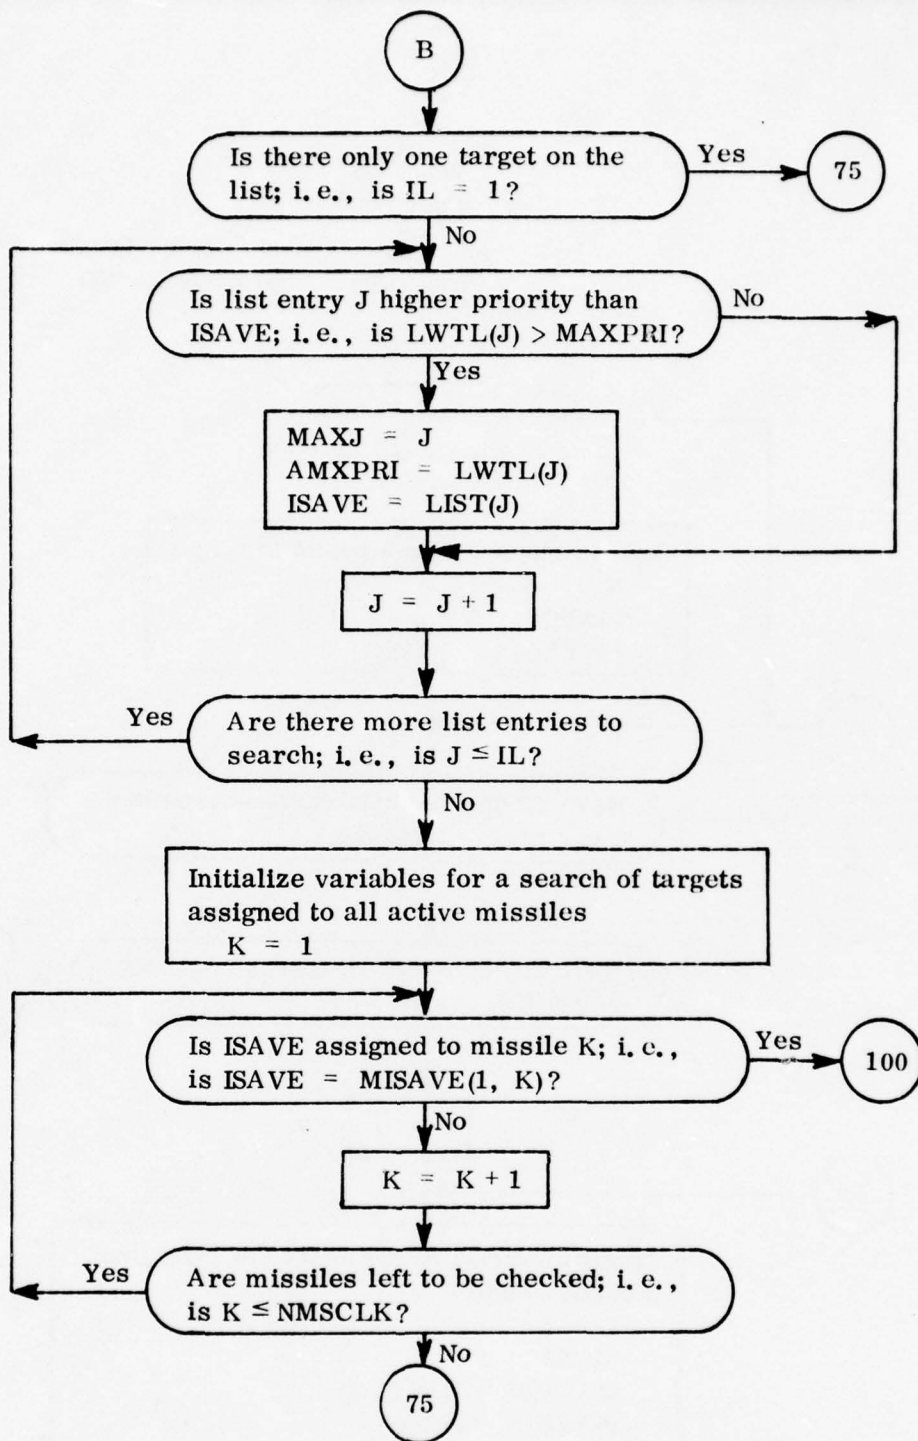 B
Is there only one target on the
list; i.e., is IL = 1?
Yes
75
No
Is list entry J higher priority than
ISAVE; i.e., is LWTL(J) > MAXPRI?
No
Yes
MAXJ = J
AMXPRI = LWTL(J)
ISAVE = LIST(J)
J = J + 1
Yes
Are there more list entries to
search; i.e., is J ≤ IL?
No
Initialize variables for a search of targets
assigned to all active missiles
K = 1
Is ISAVE assigned to missile K; i.e.,
is ISAVE = MISAVE(1, K)?
Yes
100
No
K = K + 1
Yes
Are missiles left to be checked; i.e.,
is K ≤ NMSCLK?
No
75